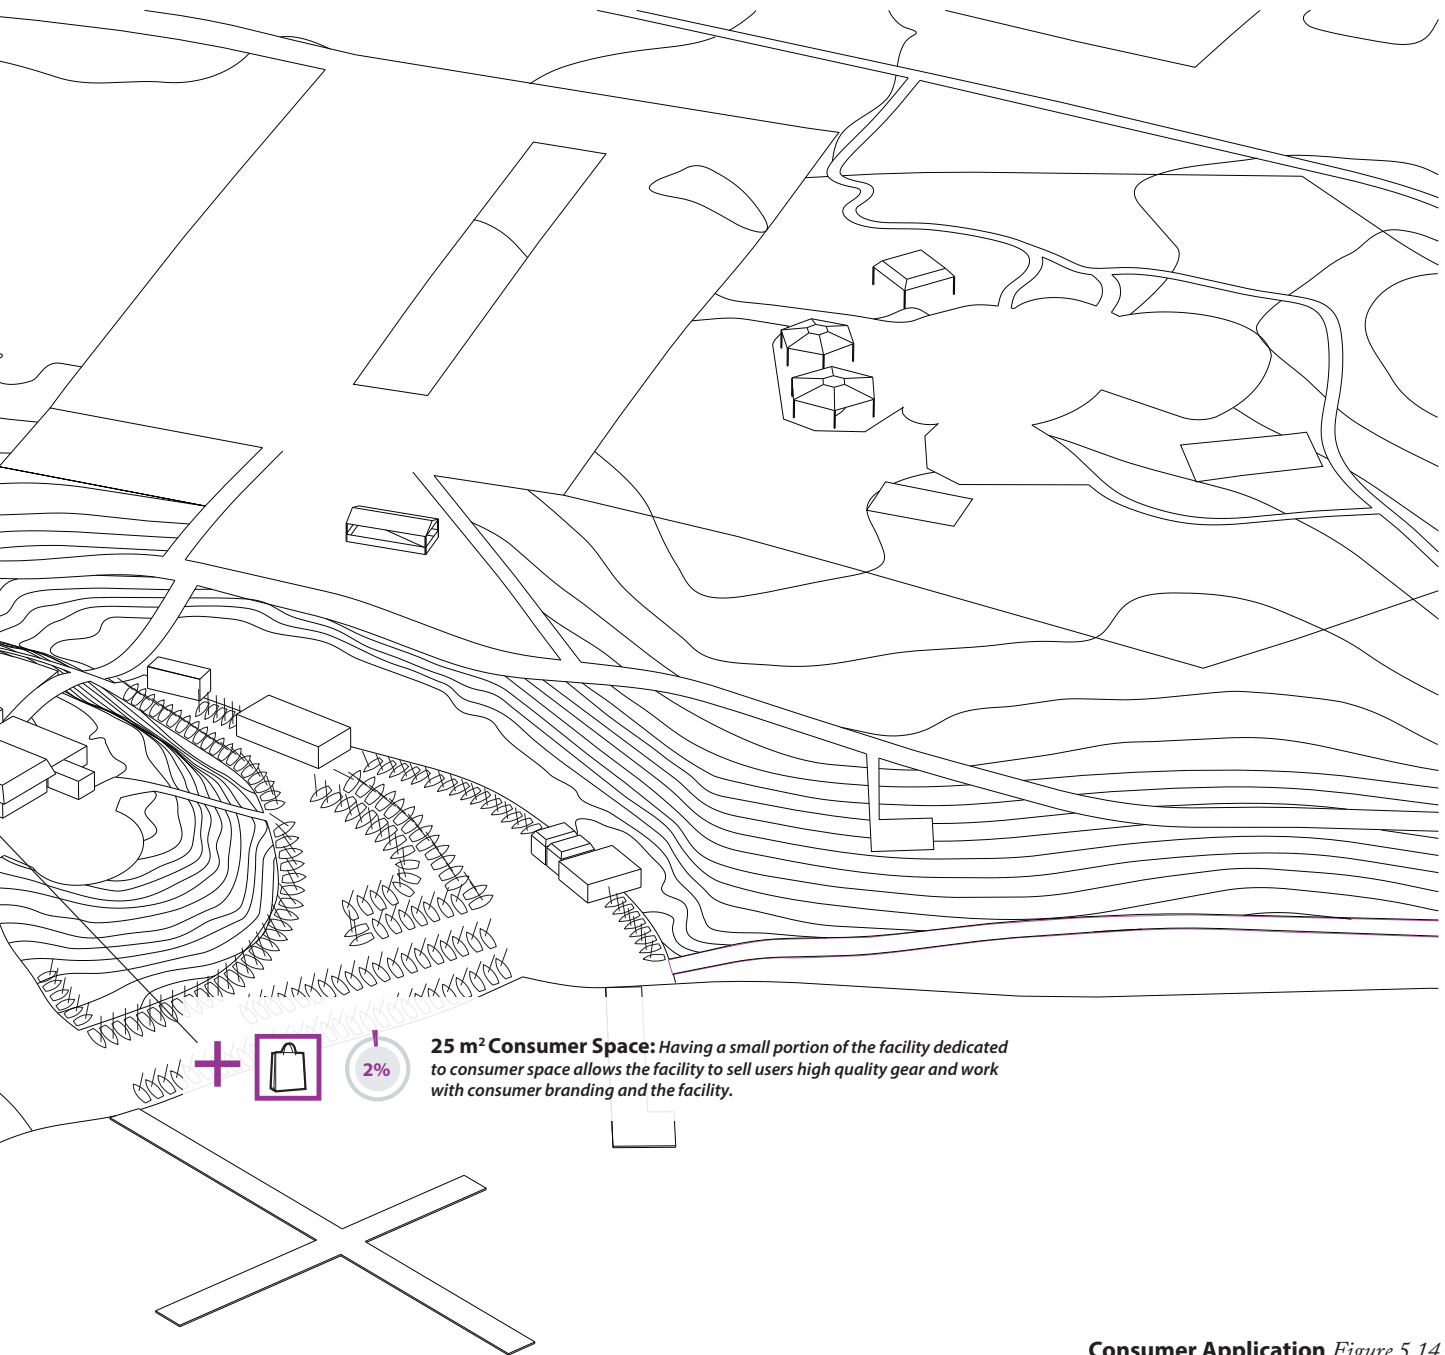 2%
25 m² Consumer Space: Having a small portion of the facility dedicated
to consumer space allows the facility to sell users high quality gear and work
with consumer branding and the facility.
Consumer Application Figure 5.14